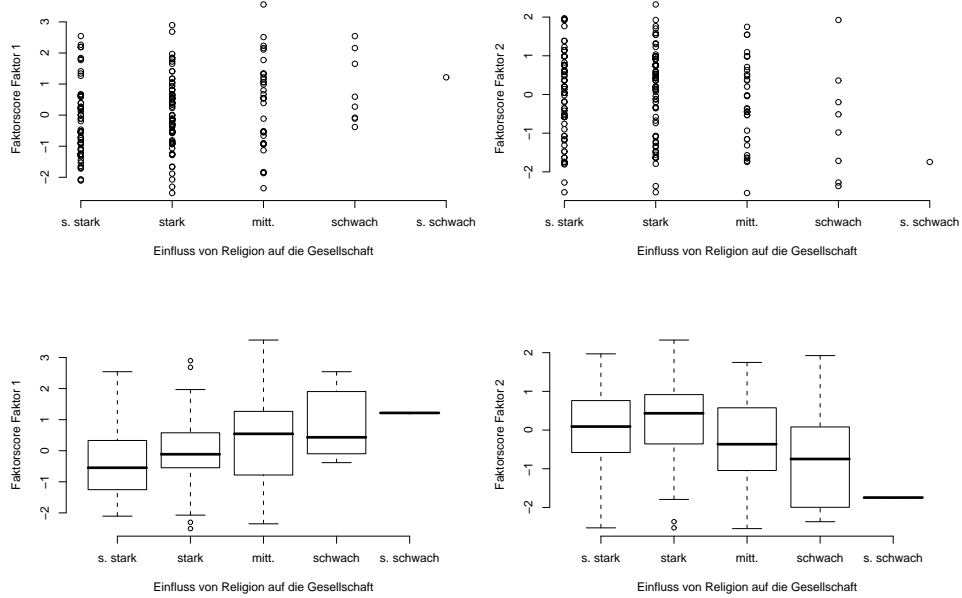 Faktorscore Faktor 1
3
2
1
0
−1
−2
s. stark stark mitt. schwach s. schwach
Einfluss von Religion auf die Gesellschaft
Faktorscore Faktor 2
2
1
0
−1
−2
s. stark stark mitt. schwach s. schwach
Einfluss von Religion auf die Gesellschaft
Faktorscore Faktor 1
3
2
1
0
−1
−2
s. stark stark mitt. schwach s. schwach
Einfluss von Religion auf die Gesellschaft
Faktorscore Faktor 2
2
1
0
−1
−2
s. stark stark mitt. schwach s. schwach
Einfluss von Religion auf die Gesellschaft